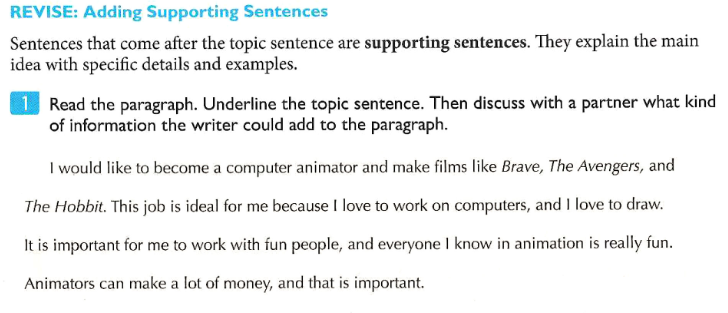 REVISE: Adding Supporting Sentences
Sentences that come after the topic sentence are supporting sentences. They explain the main
idea with specific details and examples.
1 Read the paragraph. Underline the topic sentence. Then discuss with a partner what kind
of information the writer could add to the paragraph.
I would like to become a computer animator and make films like Brave, The Avengers, and
The Hobbit. This job is ideal for me because I love to work on computers, and I love to draw.
It is important for me to work with fun people, and everyone I know in animation is really fun.
Animators can make a lot of money, and that is important.